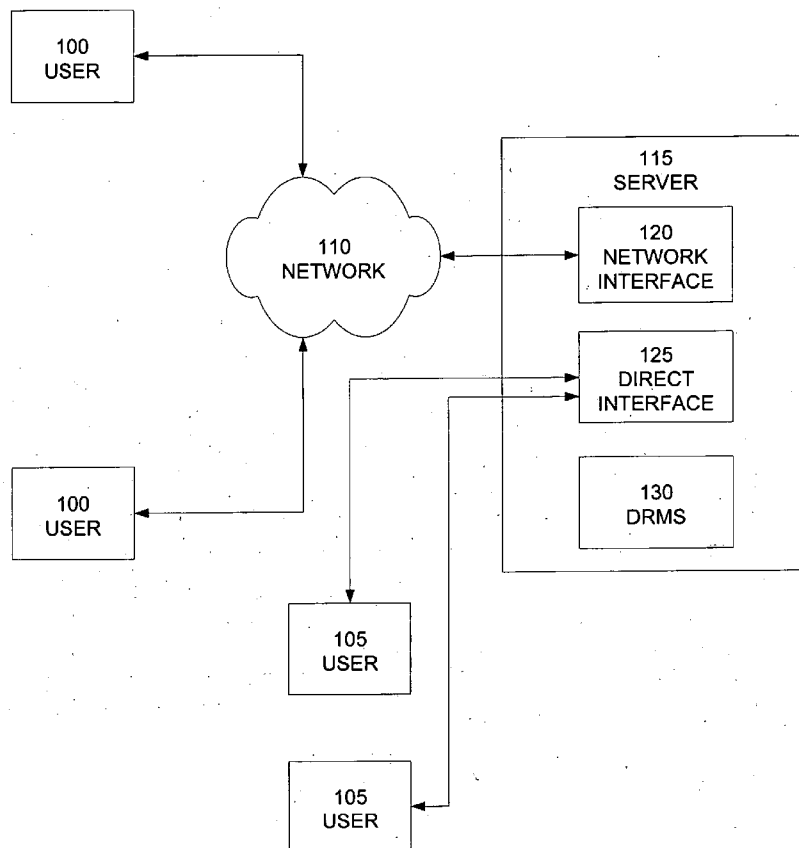 100
USER
115
SERVER
120
NETWORK
INTERFACE
110
NETWORK
125
DIRECT
INTERFACE
100
USER
130
DRMS
105
USER
105
USER